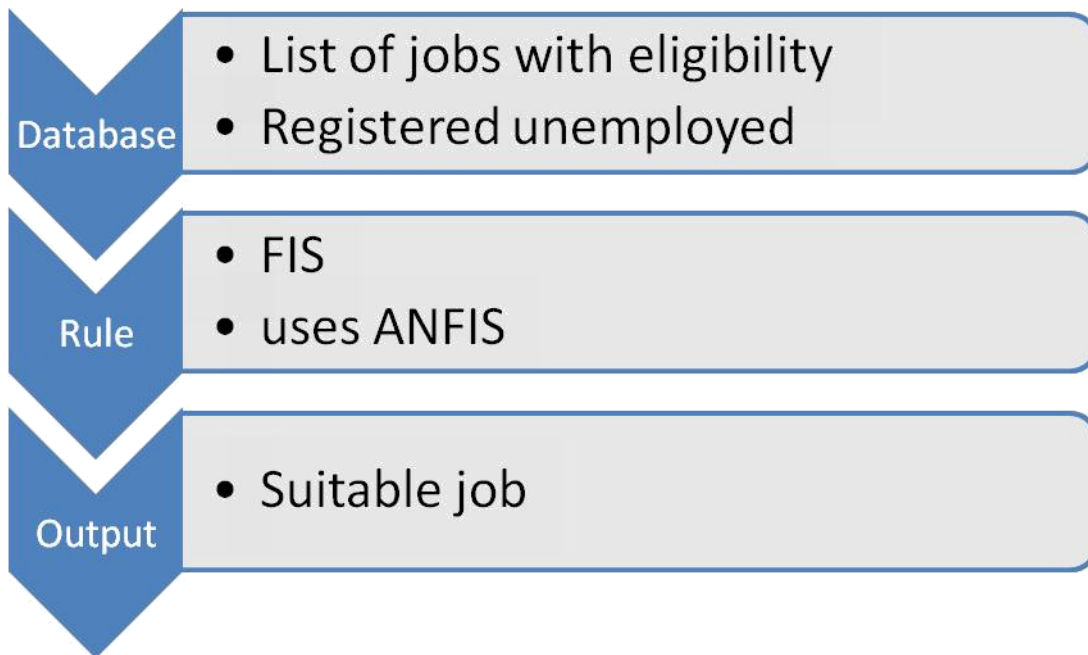 Database
• List of jobs with eligibility
• Registered unemployed
Rule
• FIS
• uses ANFIS
Output
• Suitable job